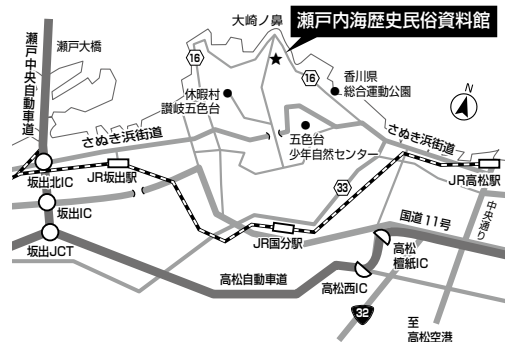 大崎ノ鼻
瀬戸内海歴史民俗資料館
瀬戸大橋
瀬戸中央自動車道
16
16
休暇村
讃岐五色台
香川県
総合運動公園
N
さぬき浜街道
五色台
少年自然センター
さぬき浜街道
坂出北IC
JR坂出駅
33
JR高松駅
坂出IC
中央通り
国道11号
JR国分駅
坂出JCT
高松
檀紙IC
高松自動車道
高松西IC
32
至
高松空港